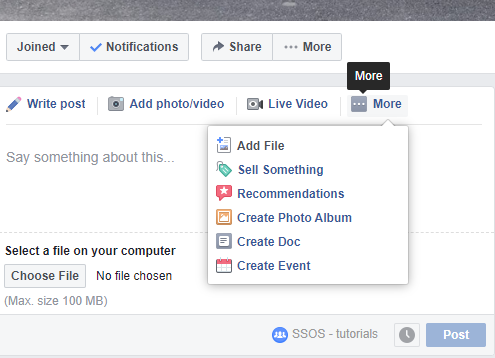 Joined Notifications Share More
More
Write post Add photo/video Live Video More
Say something about this...
Add File
Sell Something
Recommendations
Create Photo Album
Create Doc
Create Event
Select a file on your computer
Choose File No file chosen
(Max. size 100 MB)
SSOS - tutorials Post